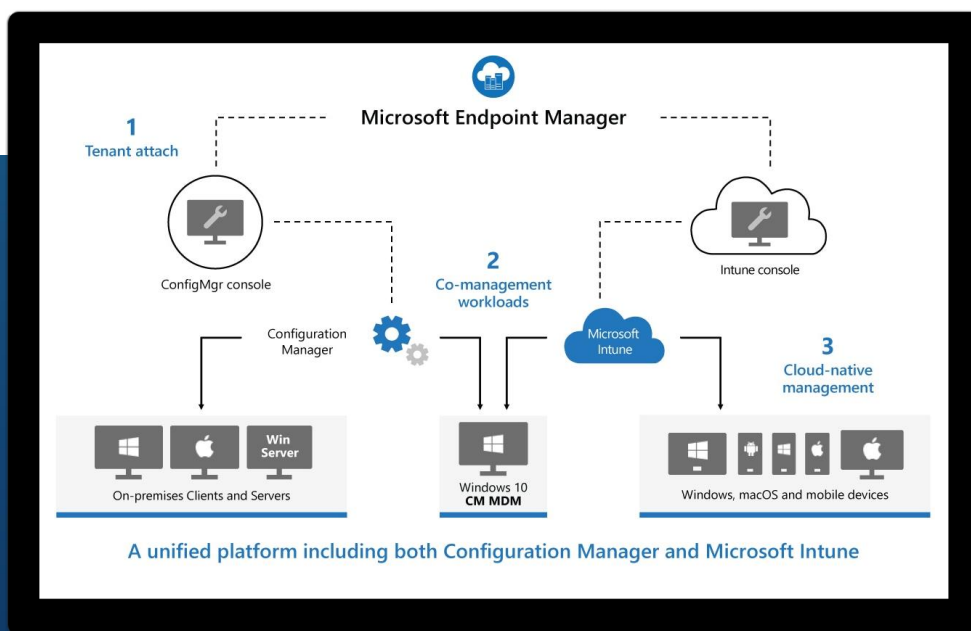 Microsoft Endpoint Manager
1
Tenant attach
ConfigMgr console
Intune console
2
Co-management
workloads
Configuration
Manager
Microsoft
Intune
3
Cloud-native
management
Win
Server
On-premises Clients and Servers
Windows 10
CM MDM
Windows, macOS and mobile devices
A unified platform including both Configuration Manager and Microsoft Intune